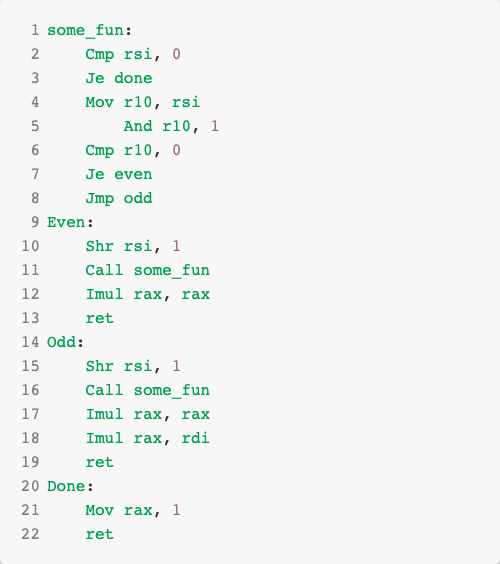 1 some_fun:
2     Cmp rsi, 0
3     Je done
4     Mov r10, rsi
5         And r10, 1
6     Cmp r10, 0
7     Je even
8     Jmp odd
9 Even:
10     Shr rsi, 1
11     Call some_fun
12     Imul rax, rax
13     ret
14 Odd:
15     Shr rsi, 1
16     Call some_fun
17     Imul rax, rax
18     Imul rax, rdi
19     ret
20 Done:
21     Mov rax, 1
22     ret